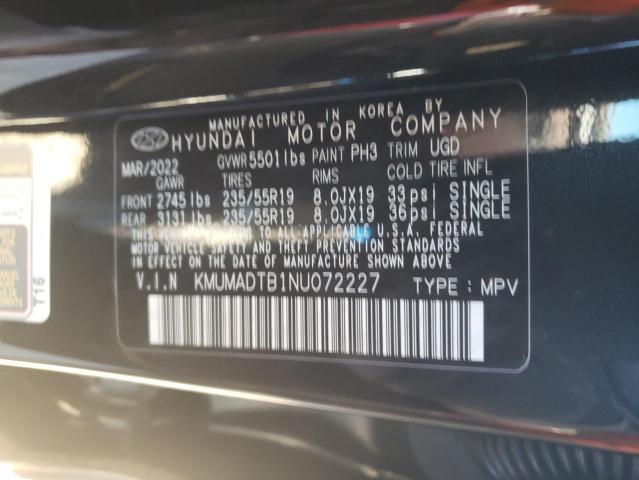 MANUFACTURED IN KOREA BY
HYUNDAI MOTOR COMPANY
MAR/2022 GVWR 5501lbs PAINT PH3 TRIM UGD
GAWR TIRES RIMS COLD TIRE INFL
FRONT 2745lbs 235/55R19 8.0JX19 33psi SINGLE
REAR 3131lbs 235/55R19 8.0JX19 36psi SINGLE
THIS VEHICLE CONFORMS TO ALL APPLICABLE U.S.A. FEDERAL
MOTOR VEHICLE SAFETY AND THEFT PREVENTION STANDARDS IN
EFFECT ON THE DATE OF MANUFACTURE SHOWN ABOVE
V.I.N KMUMADTB1NU072227 TYPE : MPV
T16